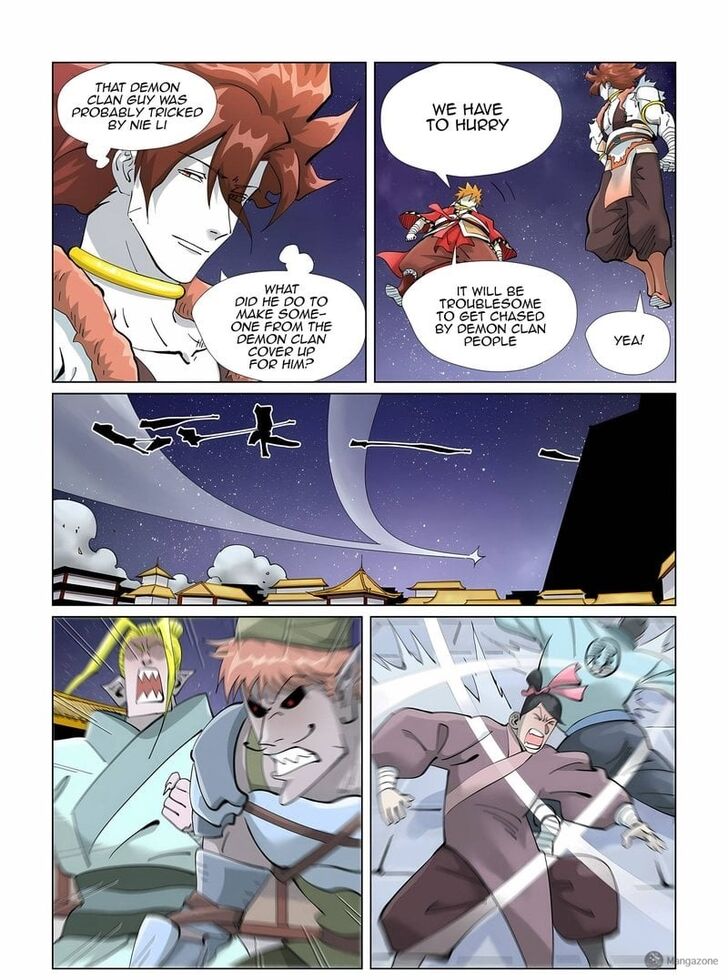 THAT DEMON
CLAN GUY WAS
PROBABLY TRICKED
BY NIE LI
WHAT
DID HE DO TO
MAKE SOME-
ONE FROM THE
DEMON CLAN
COVER UP
FOR HIM?
WE HAVE
TO HURRY
IT WILL BE
TROUBLESOME
TO GET CHASED
BY DEMON CLAN
PEOPLE
YEA!
Mangazone